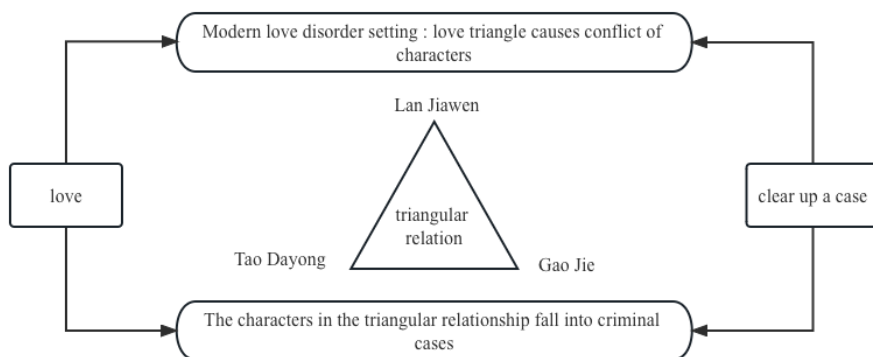 Modern love disorder setting : love triangle causes conflict of
characters
Lan Jiawen
love
triangular
relation
clear up a case
Tao Dayong
Gao Jie
The characters in the triangular relationship fall into criminal
cases